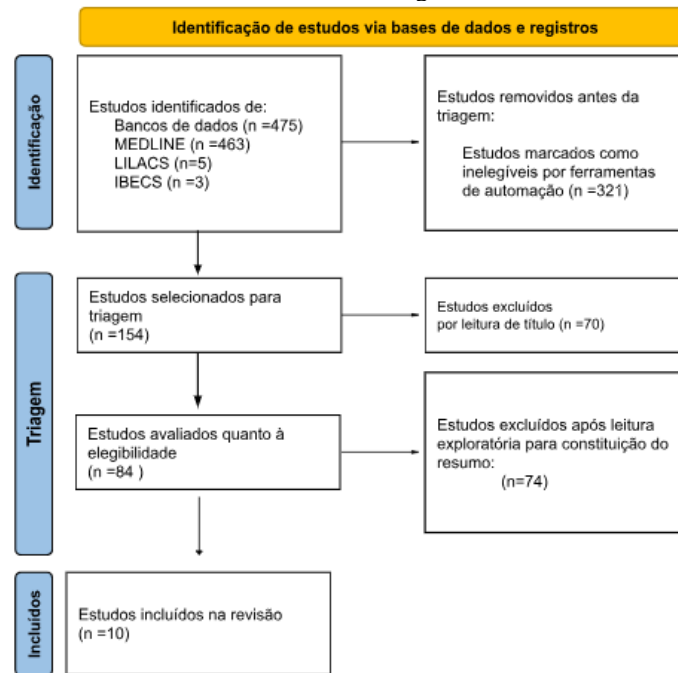 Identificação de estudos via bases de dados e registros
Identificação
Estudos identificados de:
Bancos de dados (n =475)
MEDLINE (n =463)
LILACS (n=5)
IBECS (n =3)
Estudos removidos antes da
triagem:
Estudos marcados como
inelegíveis por ferramentas
de automação (n =321)
Triagem
Estudos selecionados para
triagem
(n =154)
Estudos excluídos
por leitura de título (n =70)
Estudos avaliados quanto à
elegibilidade
(n =84 )
Estudos excluídos após leitura
exploratória para constituição do
resumo:
(n=74)
Incluídos
Estudos incluídos na revisão
(n =10)